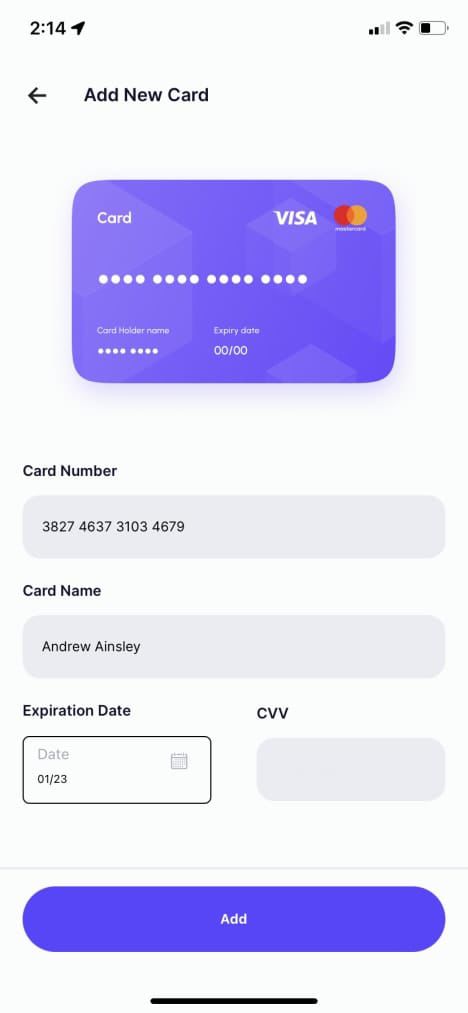 2:14
Add New Card
Card VISA
mastercard
●●●● ●●●● ●●●● ●●●●
Card Holder name Expiry date
●●●● ●●●● 00/00
Card Number
3827 4637 3103 4679
Card Name
Andrew Ainsley
Expiration Date CVV
Date
01/23
Add